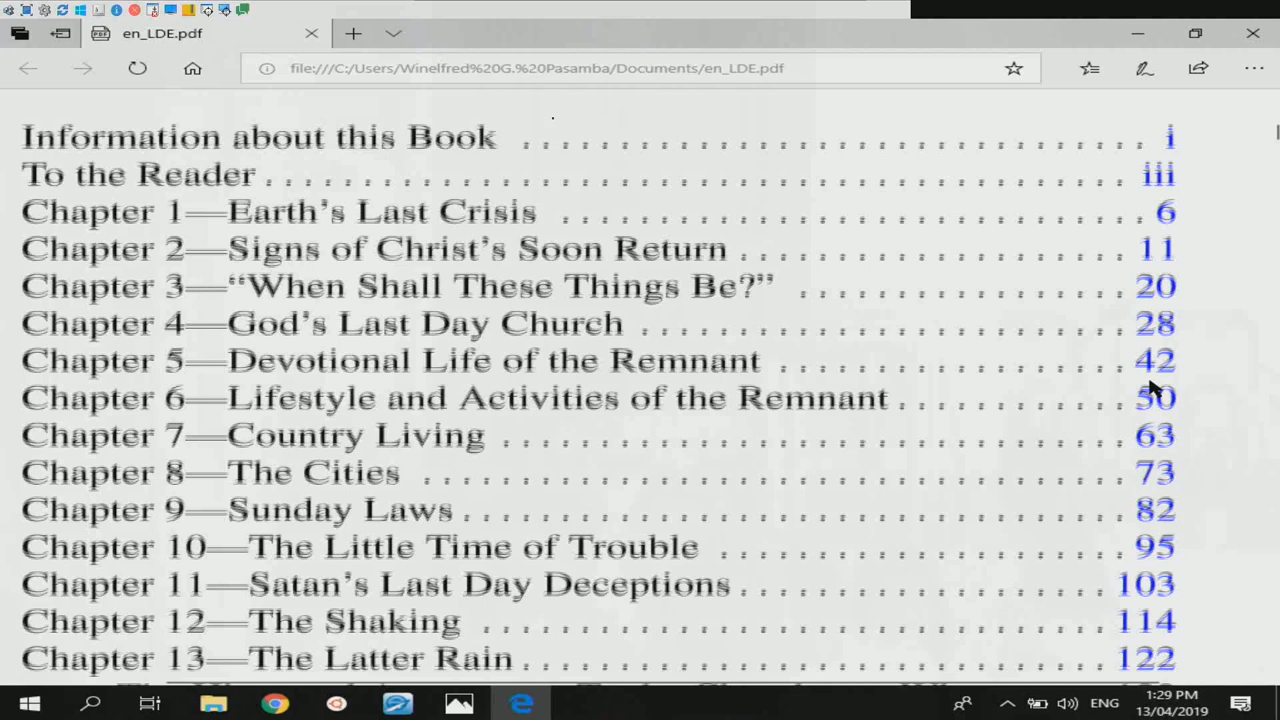 en_LDE.pdf
file:///C:/Users/Winelfred%20G.%20Pasamba/Documents/en_LDE.pdf
Information about this Book . . . . . . . . . . . . . . . . . . . . . . . . . i
To the Reader . . . . . . . . . . . . . . . . . . . . . . . . . . . . . . . . . iii
Chapter 1—Earth’s Last Crisis . . . . . . . . . . . . . . . . . . . . . . . 6
Chapter 2—Signs of Christ’s Soon Return . . . . . . . . . . . . . . . . 11
Chapter 3—“When Shall These Things Be?” . . . . . . . . . . . . . . 20
Chapter 4—God’s Last Day Church . . . . . . . . . . . . . . . . . . . . 28
Chapter 5—Devotional Life of the Remnant . . . . . . . . . . . . . . 42
Chapter 6—Lifestyle and Activities of the Remnant . . . . . . . . . 50
Chapter 7—Country Living . . . . . . . . . . . . . . . . . . . . . . . . . 63
Chapter 8—The Cities . . . . . . . . . . . . . . . . . . . . . . . . . . . . 73
Chapter 9—Sunday Laws . . . . . . . . . . . . . . . . . . . . . . . . . . 82
Chapter 10—The Little Time of Trouble . . . . . . . . . . . . . . . . . 95
Chapter 11—Satan’s Last Day Deceptions . . . . . . . . . . . . . . . 103
Chapter 12—The Shaking . . . . . . . . . . . . . . . . . . . . . . . . . 114
Chapter 13—The Latter Rain . . . . . . . . . . . . . . . . . . . . . . . 122
ENG
1:29 PM
13/04/2019